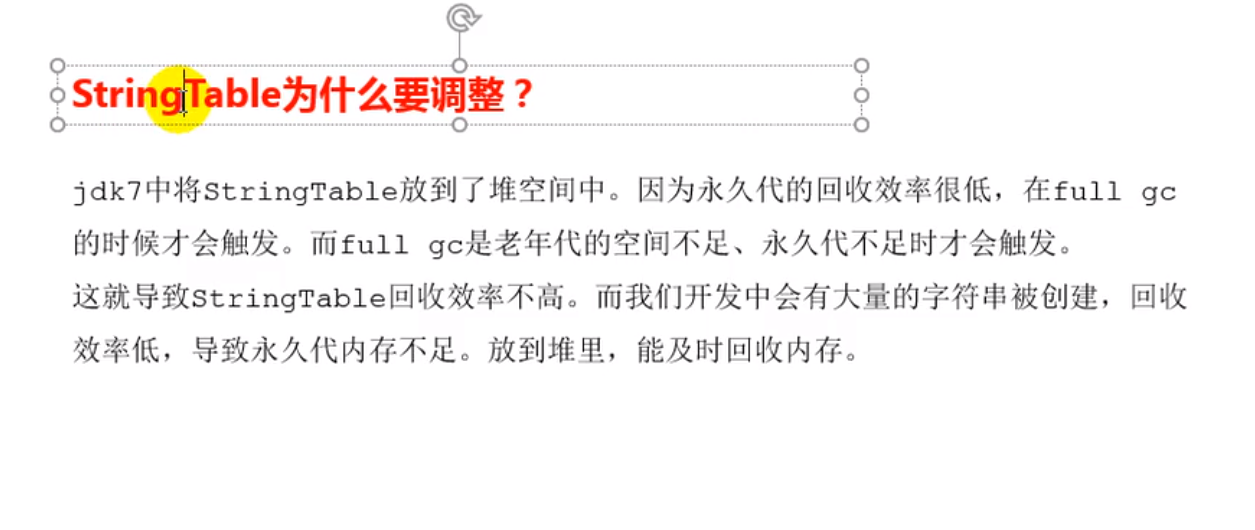 StringTable为什么要调整？
jdk7中将StringTable放到了堆空间中。因为永久代的回收效率很低，在full gc
的时候才会触发。而full gc是老年代的空间不足、永久代不足时才会触发。
这就导致StringTable回收效率不高。而我们开发中会有大量的字符串被创建，回收
效率低，导致永久代内存不足。放到堆里，能及时回收内存。